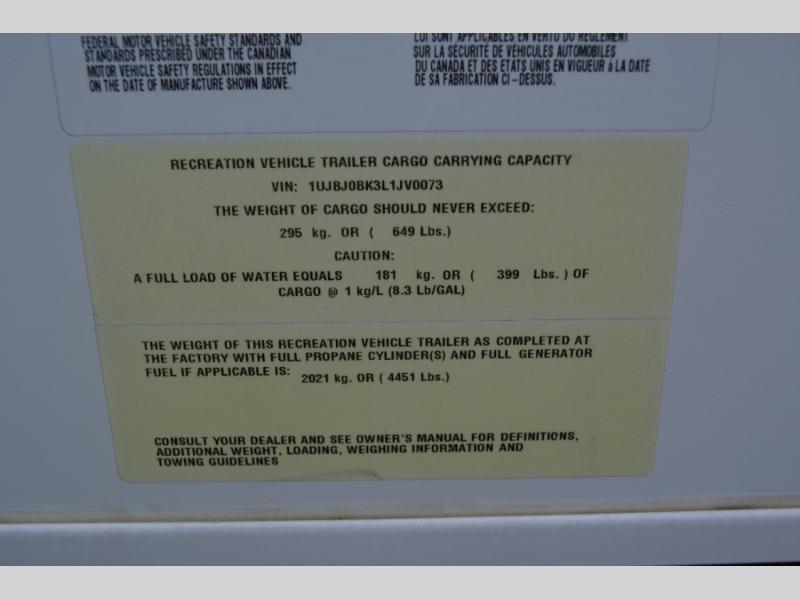 FEDERAL MOTOR VEHICLE SAFETY STANDARDS AND
STANDARDS PRESCRIBED UNDER THE CANADIAN
MOTOR VEHICLE SAFETY REGULATIONS IN EFFECT
ON THE DATE OF MANUFACTURE SHOWN ABOVE.
LUI SONT APPLICABLES EN VERTU DU REGLEMENT
SUR LA SECURITE DE VEHICULES AUTOMOBILES
DU CANADA ET DES ETATS UNIS EN VIGUEUR à LA DATE
DE SA FABRICATION CI-DESSUS.
RECREATION VEHICLE TRAILER CARGO CARRYING CAPACITY
VIN: 1UJBJ0BK3L1JV0073
THE WEIGHT OF CARGO SHOULD NEVER EXCEED:
295 kg. OR ( 649 Lbs.)
CAUTION:
A FULL LOAD OF WATER EQUALS 181 kg. OR ( 399 Lbs. ) OF
CARGO @ 1 kg/L (8.3 Lb/GAL)
THE WEIGHT OF THIS RECREATION VEHICLE TRAILER AS COMPLETED AT
THE FACTORY WITH FULL PROPANE CYLINDER(S) AND FULL GENERATOR
FUEL IF APPLICABLE IS: 2021 kg. OR ( 4451 Lbs.)
CONSULT YOUR DEALER AND SEE OWNER'S MANUAL FOR DEFINITIONS,
ADDITIONAL WEIGHT, LOADING, WEIGHING INFORMATION AND
TOWING GUIDELINES